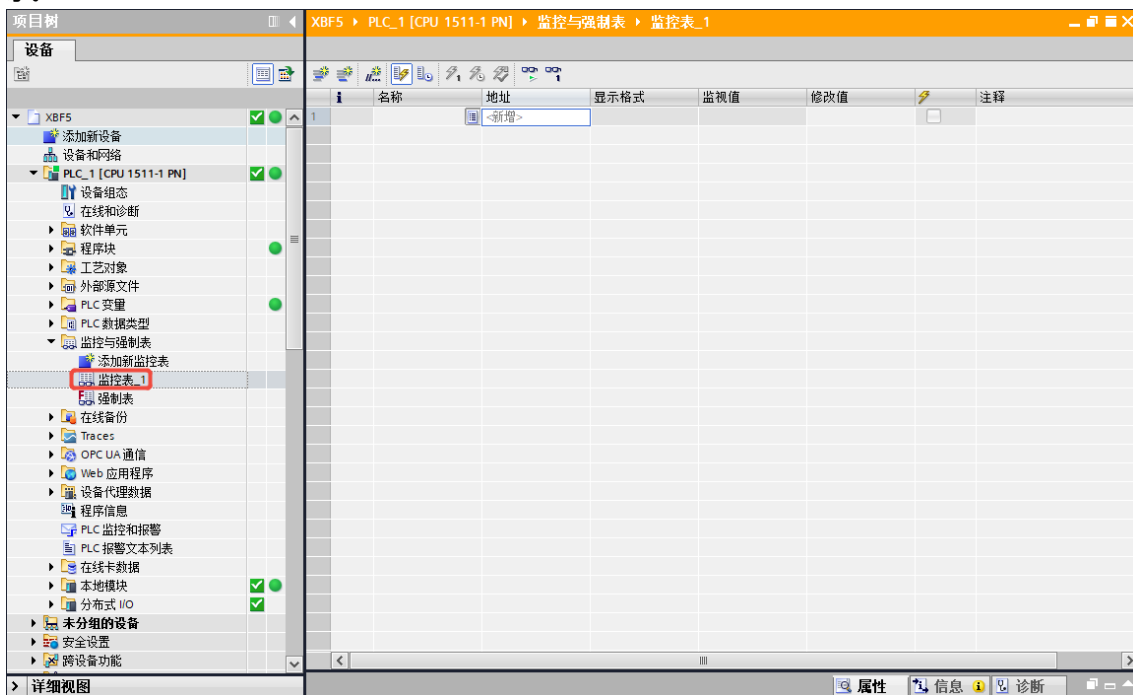 项目树
XBF5 ▸ PLC_1 [CPU 1511-1 PN] ▸ 监控与强制表 ▸ 监控表_1
设备
i 名称 地址 显示格式 监视值 修改值 注释
1 <新增>
XBF5
添加新设备
设备和网络
PLC_1 [CPU 1511-1 PN]
设备组态
在线和诊断
软件单元
程序块
工艺对象
外部源文件
PLC 变量
PLC 数据类型
监控与强制表
添加新监控表
监控表_1
强制表
在线备份
Traces
OPC UA 通信
Web 应用程序
设备代理数据
程序信息
PLC 监控和报警
PLC 报警文本列表
在线卡数据
本地模块
分布式 I/O
未分组的设备
安全设置
跨设备功能
详细视图
属性 信息 诊断